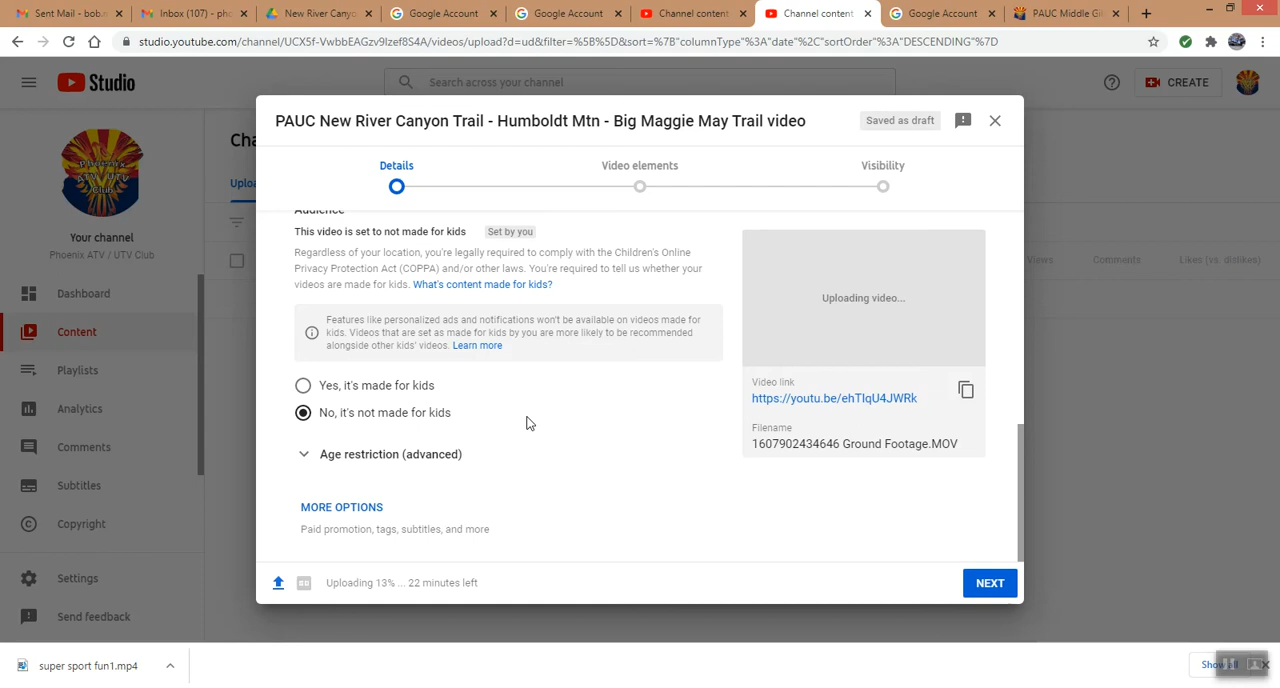 Sent Mail - bob.n
Inbox (107) - pho
New River Canyo
Google Account
Google Account
Channel content
Channel content
Google Account
PAUC Middle Gil
studio.youtube.com/channel/UCX5f-VwbbEAGzv9Izef8S4A/videos/upload?d=ud&filter=%5B%5D&sort=%7B"columnType"%3A"date"%2C"sortOrder"%3A"DESCENDING"%7D
Studio
Search across your channel
CREATE
Your channel
Phoenix ATV / UTV Club
Dashboard
Content
Playlists
Analytics
Comments
Subtitles
Copyright
Settings
Send feedback
Cha
Uploa
Views
Comments
Likes (vs. dislikes)
PAUC New River Canyon Trail - Humboldt Mtn - Big Maggie May Trail video
Saved as draft
Details
Video elements
Visibility
Audience
This video is set to not made for kids
Set by you
Regardless of your location, you're legally required to comply with the Children's Online
Privacy Protection Act (COPPA) and/or other laws. You're required to tell us whether your
videos are made for kids. What's content made for kids?
Features like personalized ads and notifications won't be available on videos made for
kids. Videos that are set as made for kids by you are more likely to be recommended
alongside other kids' videos. Learn more
Yes, it's made for kids
No, it's not made for kids
Age restriction (advanced)
MORE OPTIONS
Paid promotion, tags, subtitles, and more
Uploading video...
Video link
https://youtu.be/ehTIqU4JWRk
Filename
1607902434646 Ground Footage.MOV
Uploading 13% ... 22 minutes left
NEXT
super sport fun1.mp4
Show all